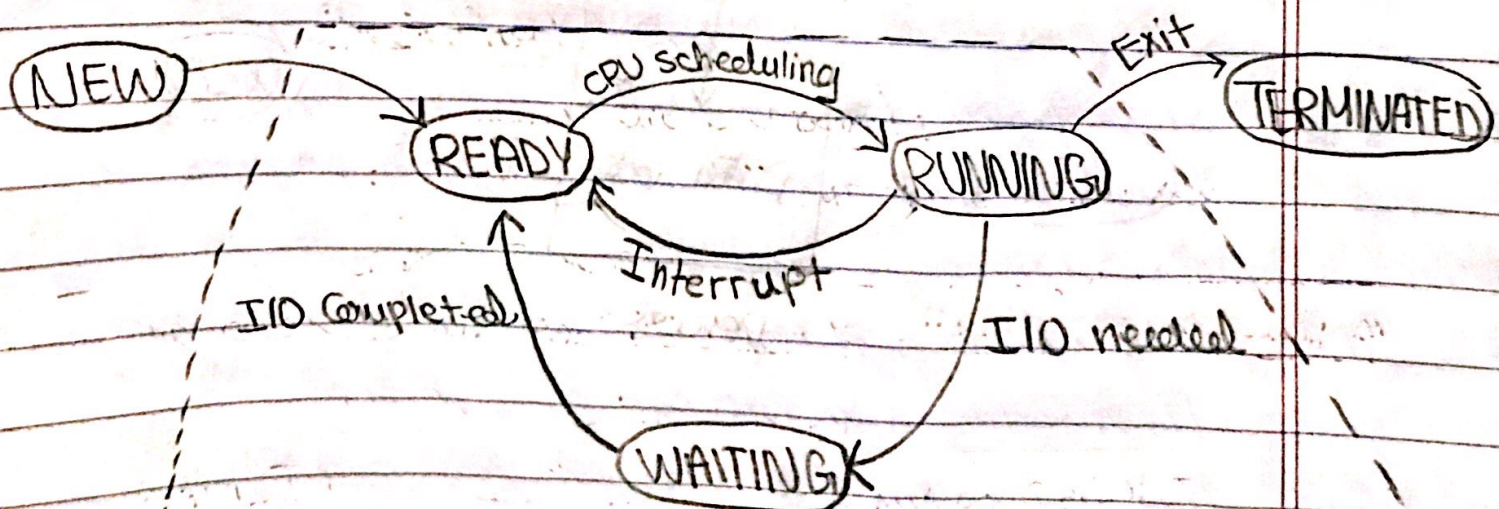 NEW
CPU scheduling
Exit
TERMINATED
READY
RUNNING
Interrupt
I/O Completed
I/O needed
WAITING